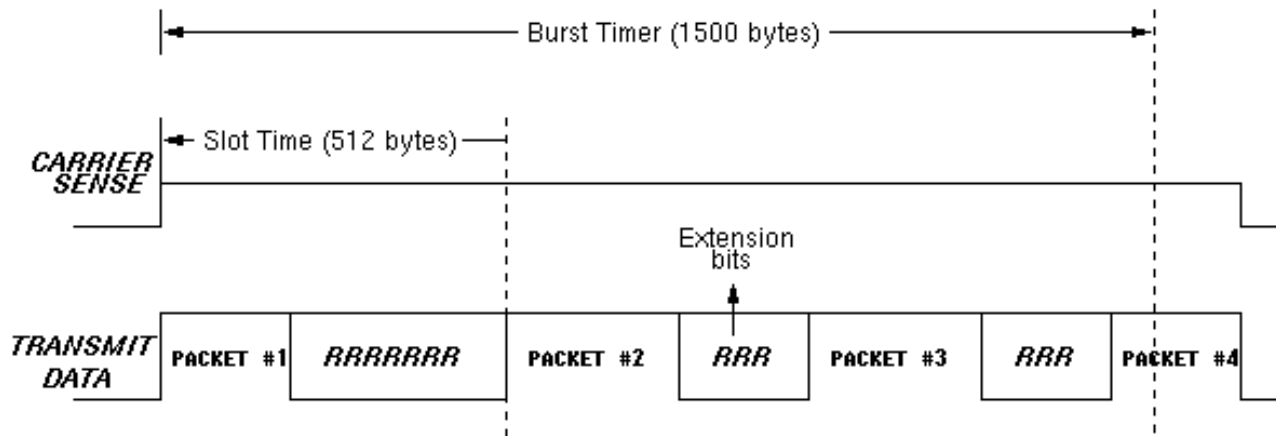 Burst Timer (1500 bytes)
Slot Time (512 bytes)
CARRIER
SENSE
Extension
bits
TRANSMIT
DATA
PACKET #1
RRRRRRR
PACKET #2
RRR
PACKET #3
RRR
PACKET #4